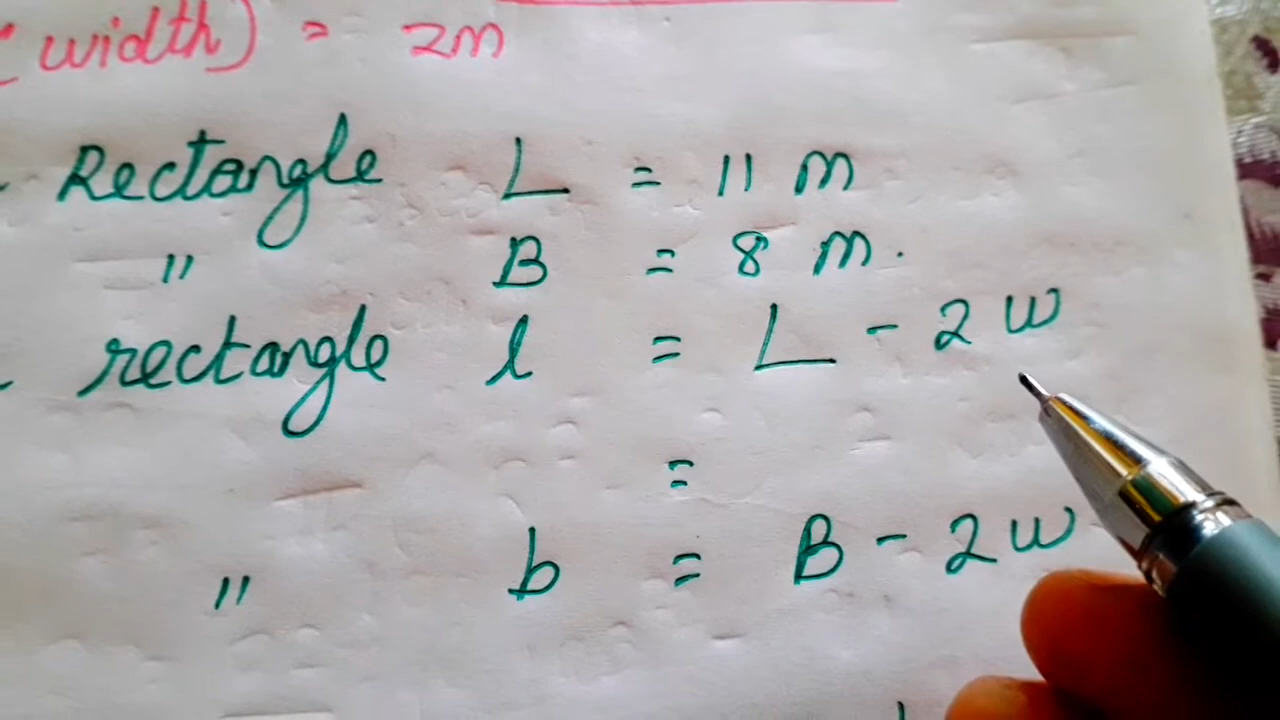 (width) = 2m
Rectangle L = 11 m
" B = 8 m.
rectangle l = L - 2w
=
" b = B - 2w